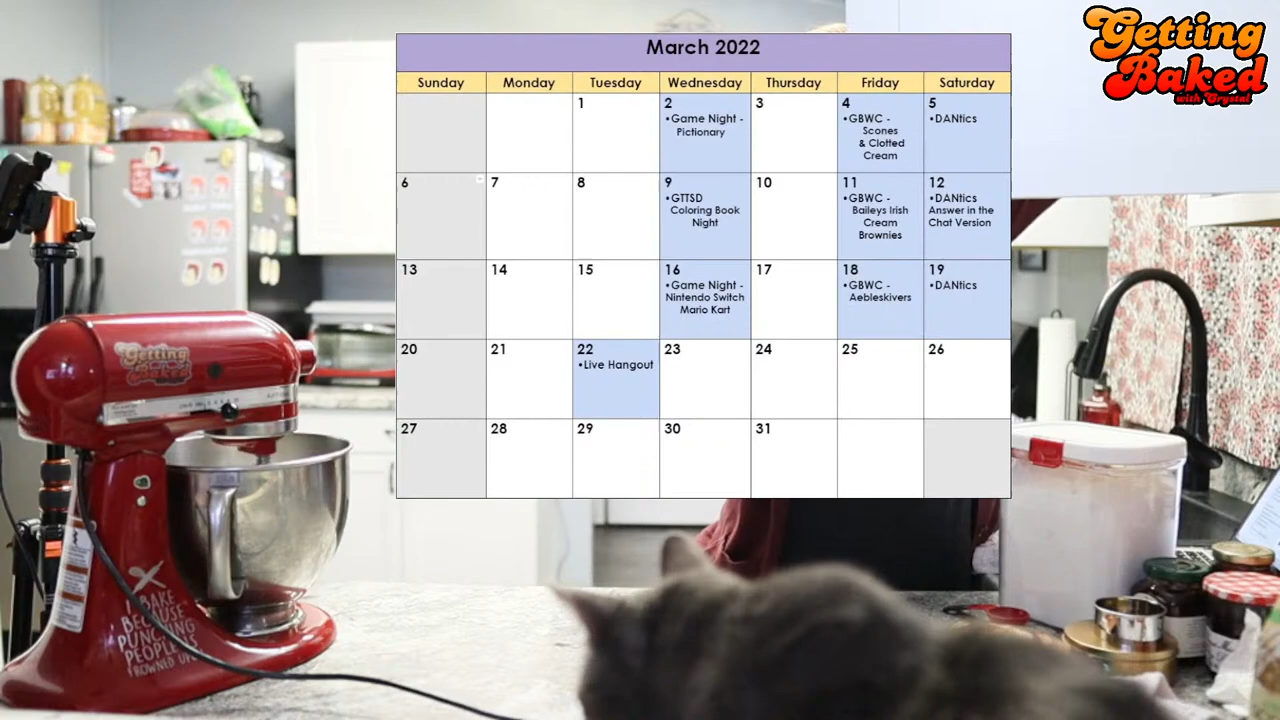 Getting
Baked
with Crystal
March 2022
Sunday Monday Tuesday Wednesday Thursday Friday Saturday
1
2
•Game Night -
Pictionary
3
4
•GBWC -
Scones
& Clotted
Cream
5
•DANtics
6
7
8
9
•GTTSD
Coloring Book
Night
10
11
•GBWC -
Baileys Irish
Cream
Brownies
12
•DANtics
Answer in the
Chat Version
13
14
15
16
•Game Night -
Nintendo Switch
Mario Kart
17
18
•GBWC -
Aebleskivers
19
•DANtics
20
21
22
•Live Hangout
23
24
25
26
27
28
29
30
31
Getting
Baked
I BAKE
BECAUSE
PUNCHING
PEOPLE IS
FROWNED UPON